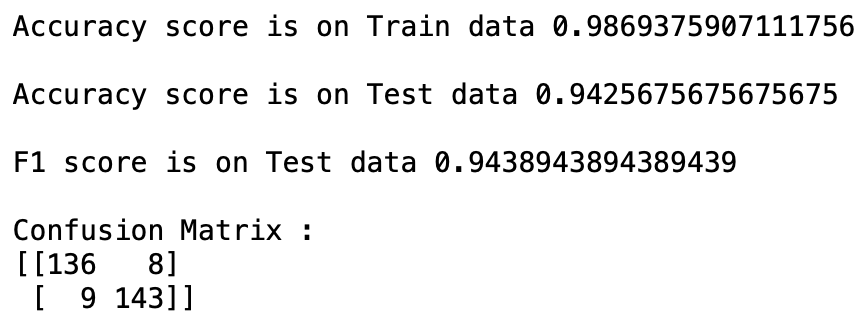 Accuracy score is on Train data 0.9869375907111756
Accuracy score is on Test data 0.9425675675675675
F1 score is on Test data 0.9438943894389439
Confusion Matrix :
[[136   8]
 [  9 143]]